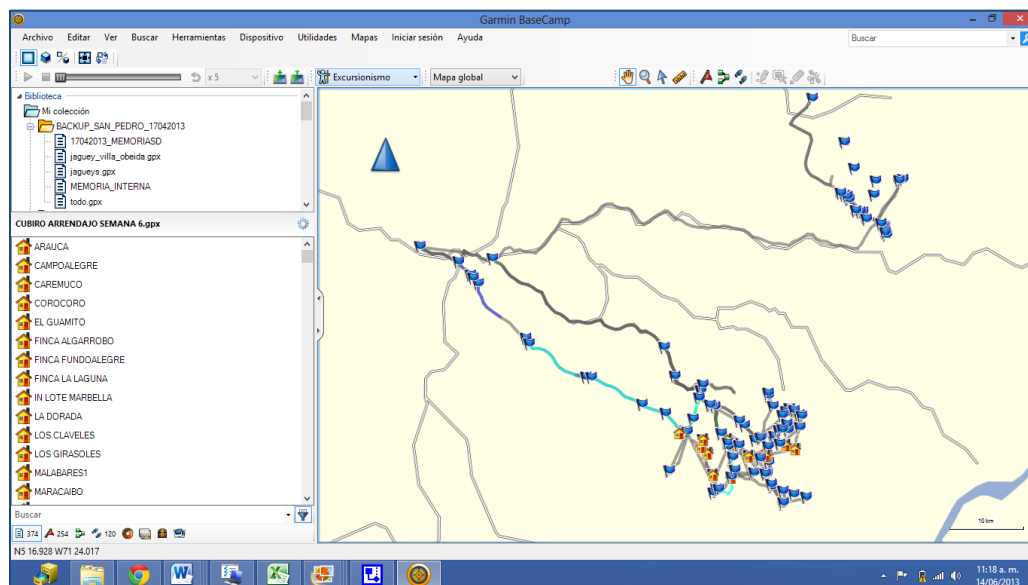 Garmin BaseCamp
Archivo Editar Ver Buscar Herramientas Dispositivo Utilidades Mapas Iniciar sesión Ayuda
Buscar
x 5
Excursionismo
Mapa global
Biblioteca
Mi colección
BACKUP_SAN_PEDRO_17042013
17042013_MEMORIASD
jaguey_villa_obeida.gpx
jagueys.gpx
MEMORIA_INTERNA
todo.gpx
CUBIRO ARRENDAJO SEMANA 6.gpx
ARAUCA
CAMPOALEGRE
CAREMUCO
COROCORO
EL GUAMITO
FINCA ALGARROBO
FINCA FUNDOALEGRE
FINCA LA LAGUNA
IN LOTE MARBELLA
LA DORADA
LOS CLAVELES
LOS GIRASOLES
MALABARES1
MARACAIBO
Buscar
374 254 120
10 km
N5 16.928 W71 24.017
11:18 a. m.
14/06/2013